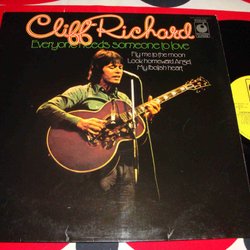 Cliff Richard
Everyone needs someone to love
Fly me to the moon
Look homeward Angel
My foolish heart